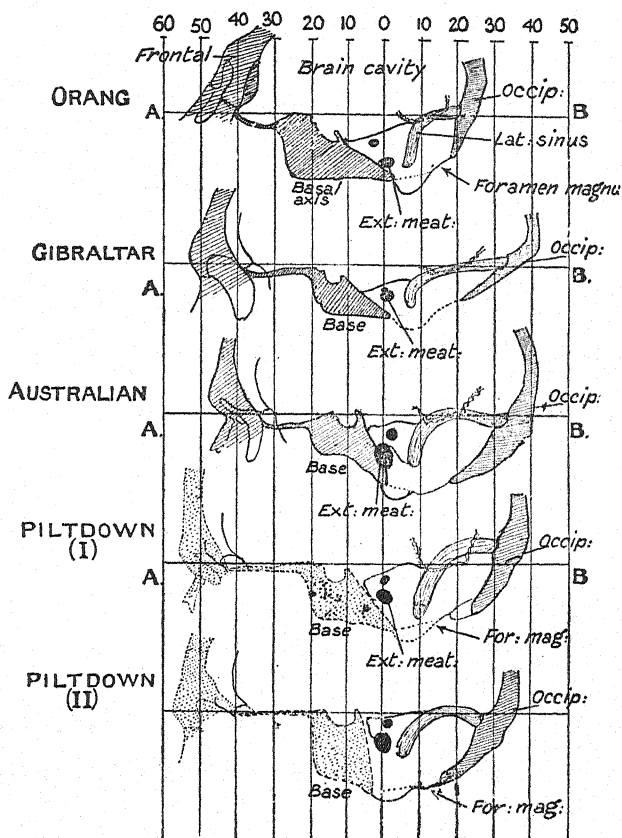 60 50 40 30 20 10 0 10 20 30 40 50
Frontal
Brain cavity
ORANG
A.
B
Occip:
Lat: sinus
Basal
axis
Foramen magnu
Ext: meat:
GIBRALTAR
A.
B.
Occip:
Base
Ext: meat:
AUSTRALIAN
A.
B.
Occip:
Base
Ext: meat:
PILTDOWN
(I)
A.
B
Occip:
Base
For: mag:
Ext: meat:
PILTDOWN
(II)
Occip:
Base
For: mag: